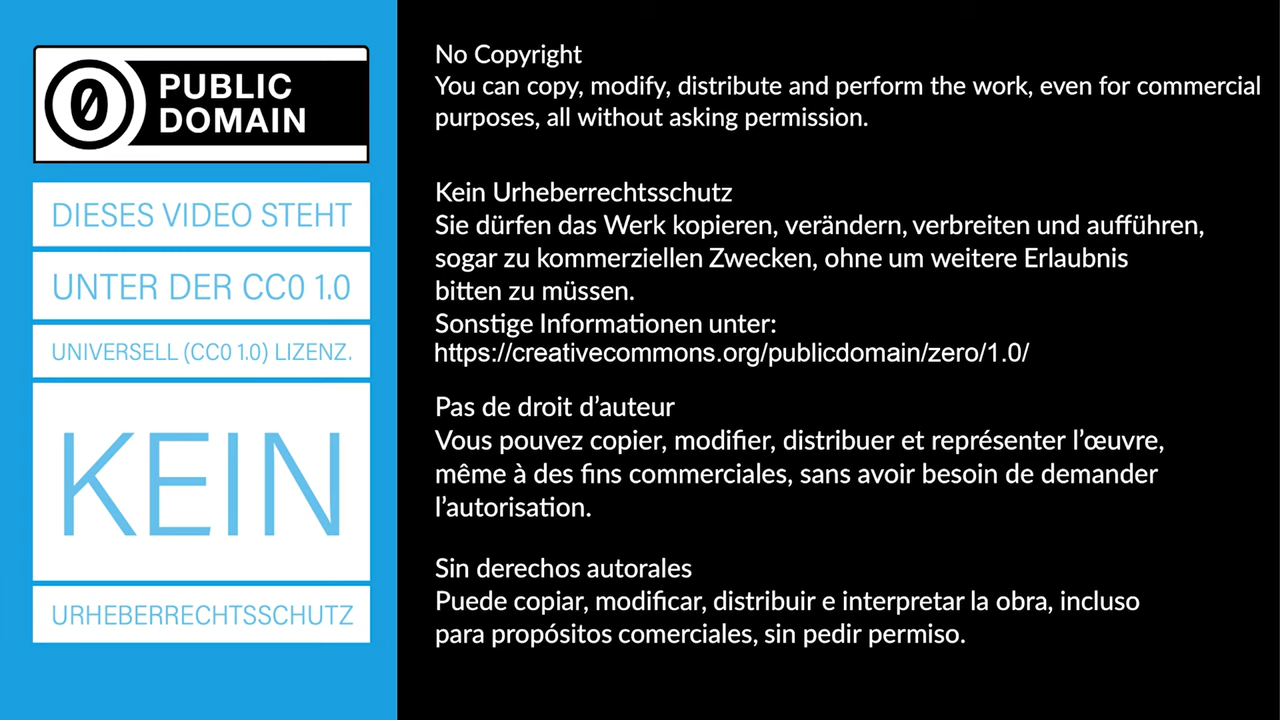 0
PUBLIC
DOMAIN
DIESES VIDEO STEHT
UNTER DER CC0 1.0
UNIVERSELL (CC0 1.0) LIZENZ.
KEIN
URHEBERRECHTSSCHUTZ
No Copyright
You can copy, modify, distribute and perform the work, even for commercial
purposes, all without asking permission.
Kein Urheberrechtsschutz
Sie dürfen das Werk kopieren, verändern, verbreiten und aufführen,
sogar zu kommerziellen Zwecken, ohne um weitere Erlaubnis
bitten zu müssen.
Sonstige Informationen unter:
https://creativecommons.org/publicdomain/zero/1.0/
Pas de droit d’auteur
Vous pouvez copier, modifier, distribuer et représenter l’œuvre,
même à des fins commerciales, sans avoir besoin de demander
l’autorisation.
Sin derechos autorales
Puede copiar, modificar, distribuir e interpretar la obra, incluso
para propósitos comerciales, sin pedir permiso.